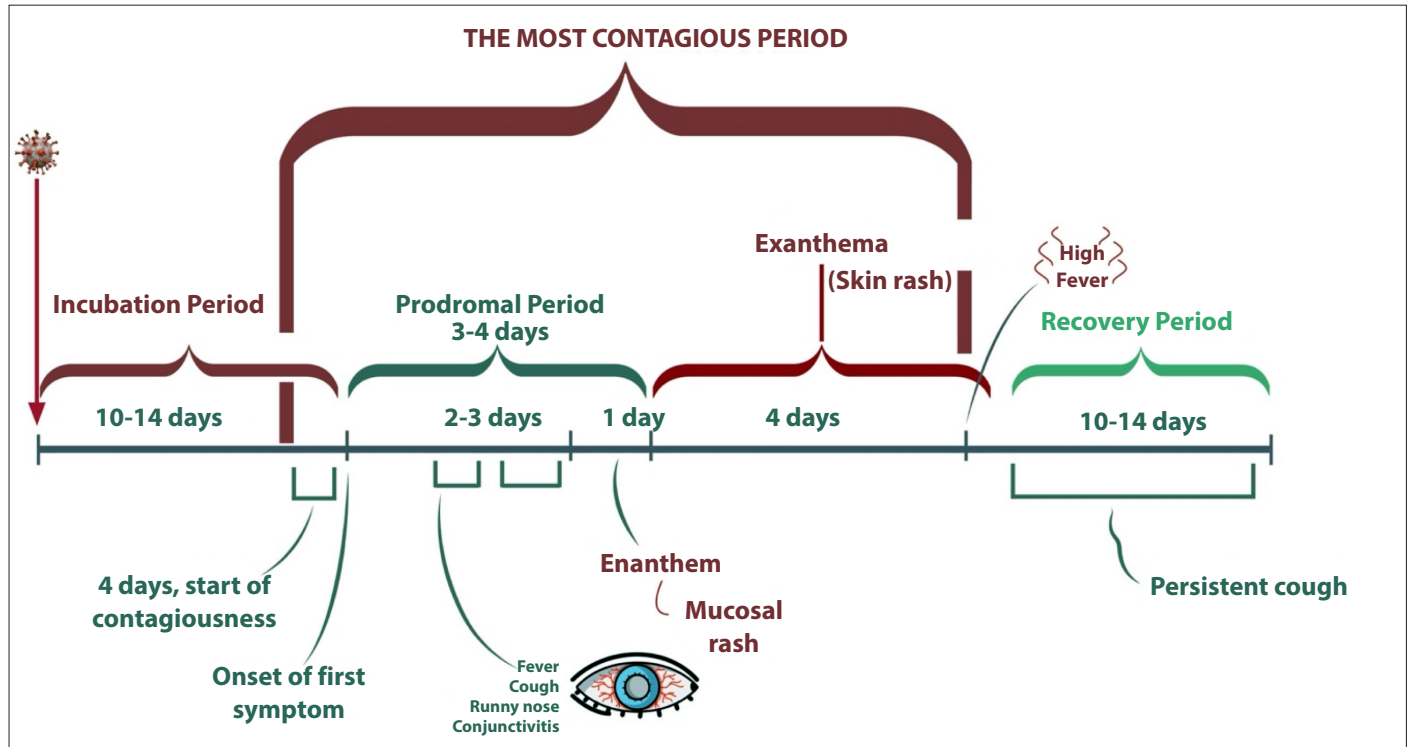 THE MOST CONTAGIOUS PERIOD
Exanthema
(Skin rash)
High
Fever
Incubation Period
Prodromal Period
3-4 days
Recovery Period
10-14 days
2-3 days
1 day
4 days
10-14 days
4 days, start of
contagiousness
Onset of first
symptom
Fever
Cough
Runny nose
Conjunctivitis
Enanthem
Mucosal
rash
Persistent cough